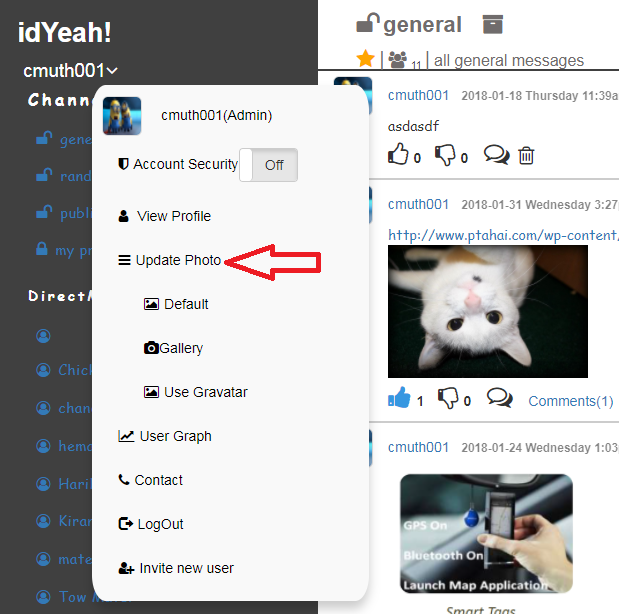 idYeah!
cmuth001
Chann
gene
rand
publi
my pr
DirectM
Chick
chan
hema
Hari
Kiran
mate
Tow M
cmuth001(Admin)
Account Security Off
View Profile
Update Photo
Default
Gallery
Use Gravatar
User Graph
Contact
LogOut
Invite new user
general
| 11 | all general messages
cmuth001 2018-01-18 Thursday 11:39a
asdasdf
0 0
cmuth001 2018-01-31 Wednesday 3:27
http://www.ptahai.com/wp-content/
1 0 Comments(1)
cmuth001 2018-01-24 Wednesday 1:03
GPS On
Bluetooth On
Launch Map Application
Smart Tags